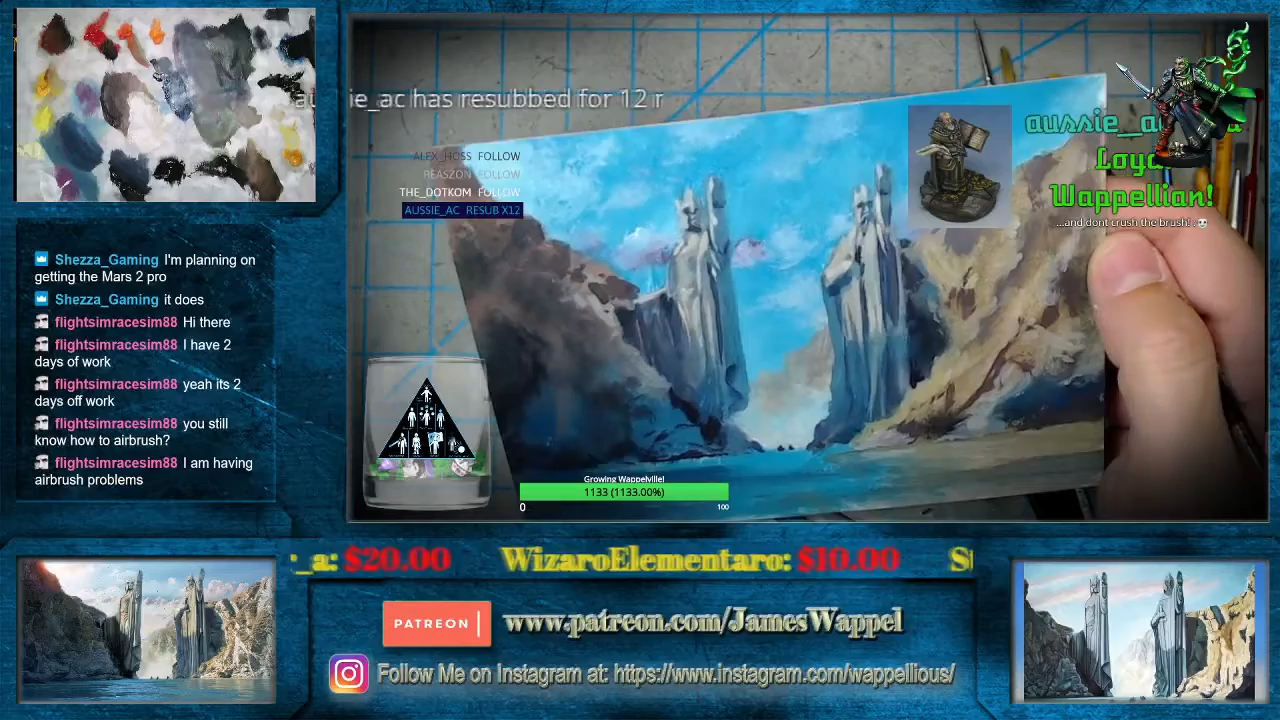 ie_ac has resubbed for 12
ALEX_HOSS FOLLOW
REASZON FOLLOW
THE_DOTKOM FOLLOW
AUSSIE_AC RESUB X12
Wappellian!
...and dont crush the brush!
Shezza_Gaming I'm planning on
getting the Mars 2 pro
Shezza_Gaming it does
flightsimracesim88 Hi there
flightsimracesim88 I have 2
days of work
flightsimracesim88 yeah its 2
days off work
flightsimracesim88 you still
know how to airbrush?
flightsimracesim88 I am having
airbrush problems
Growing Wappelville!
1133 (1133.00%)
0 100
_a: $20.00 WizaroElementaro: $10.00
PATREON www.patreon.com/JamesWappel
Follow Me on Instagram at: https://www.instagram.com/wappellious/